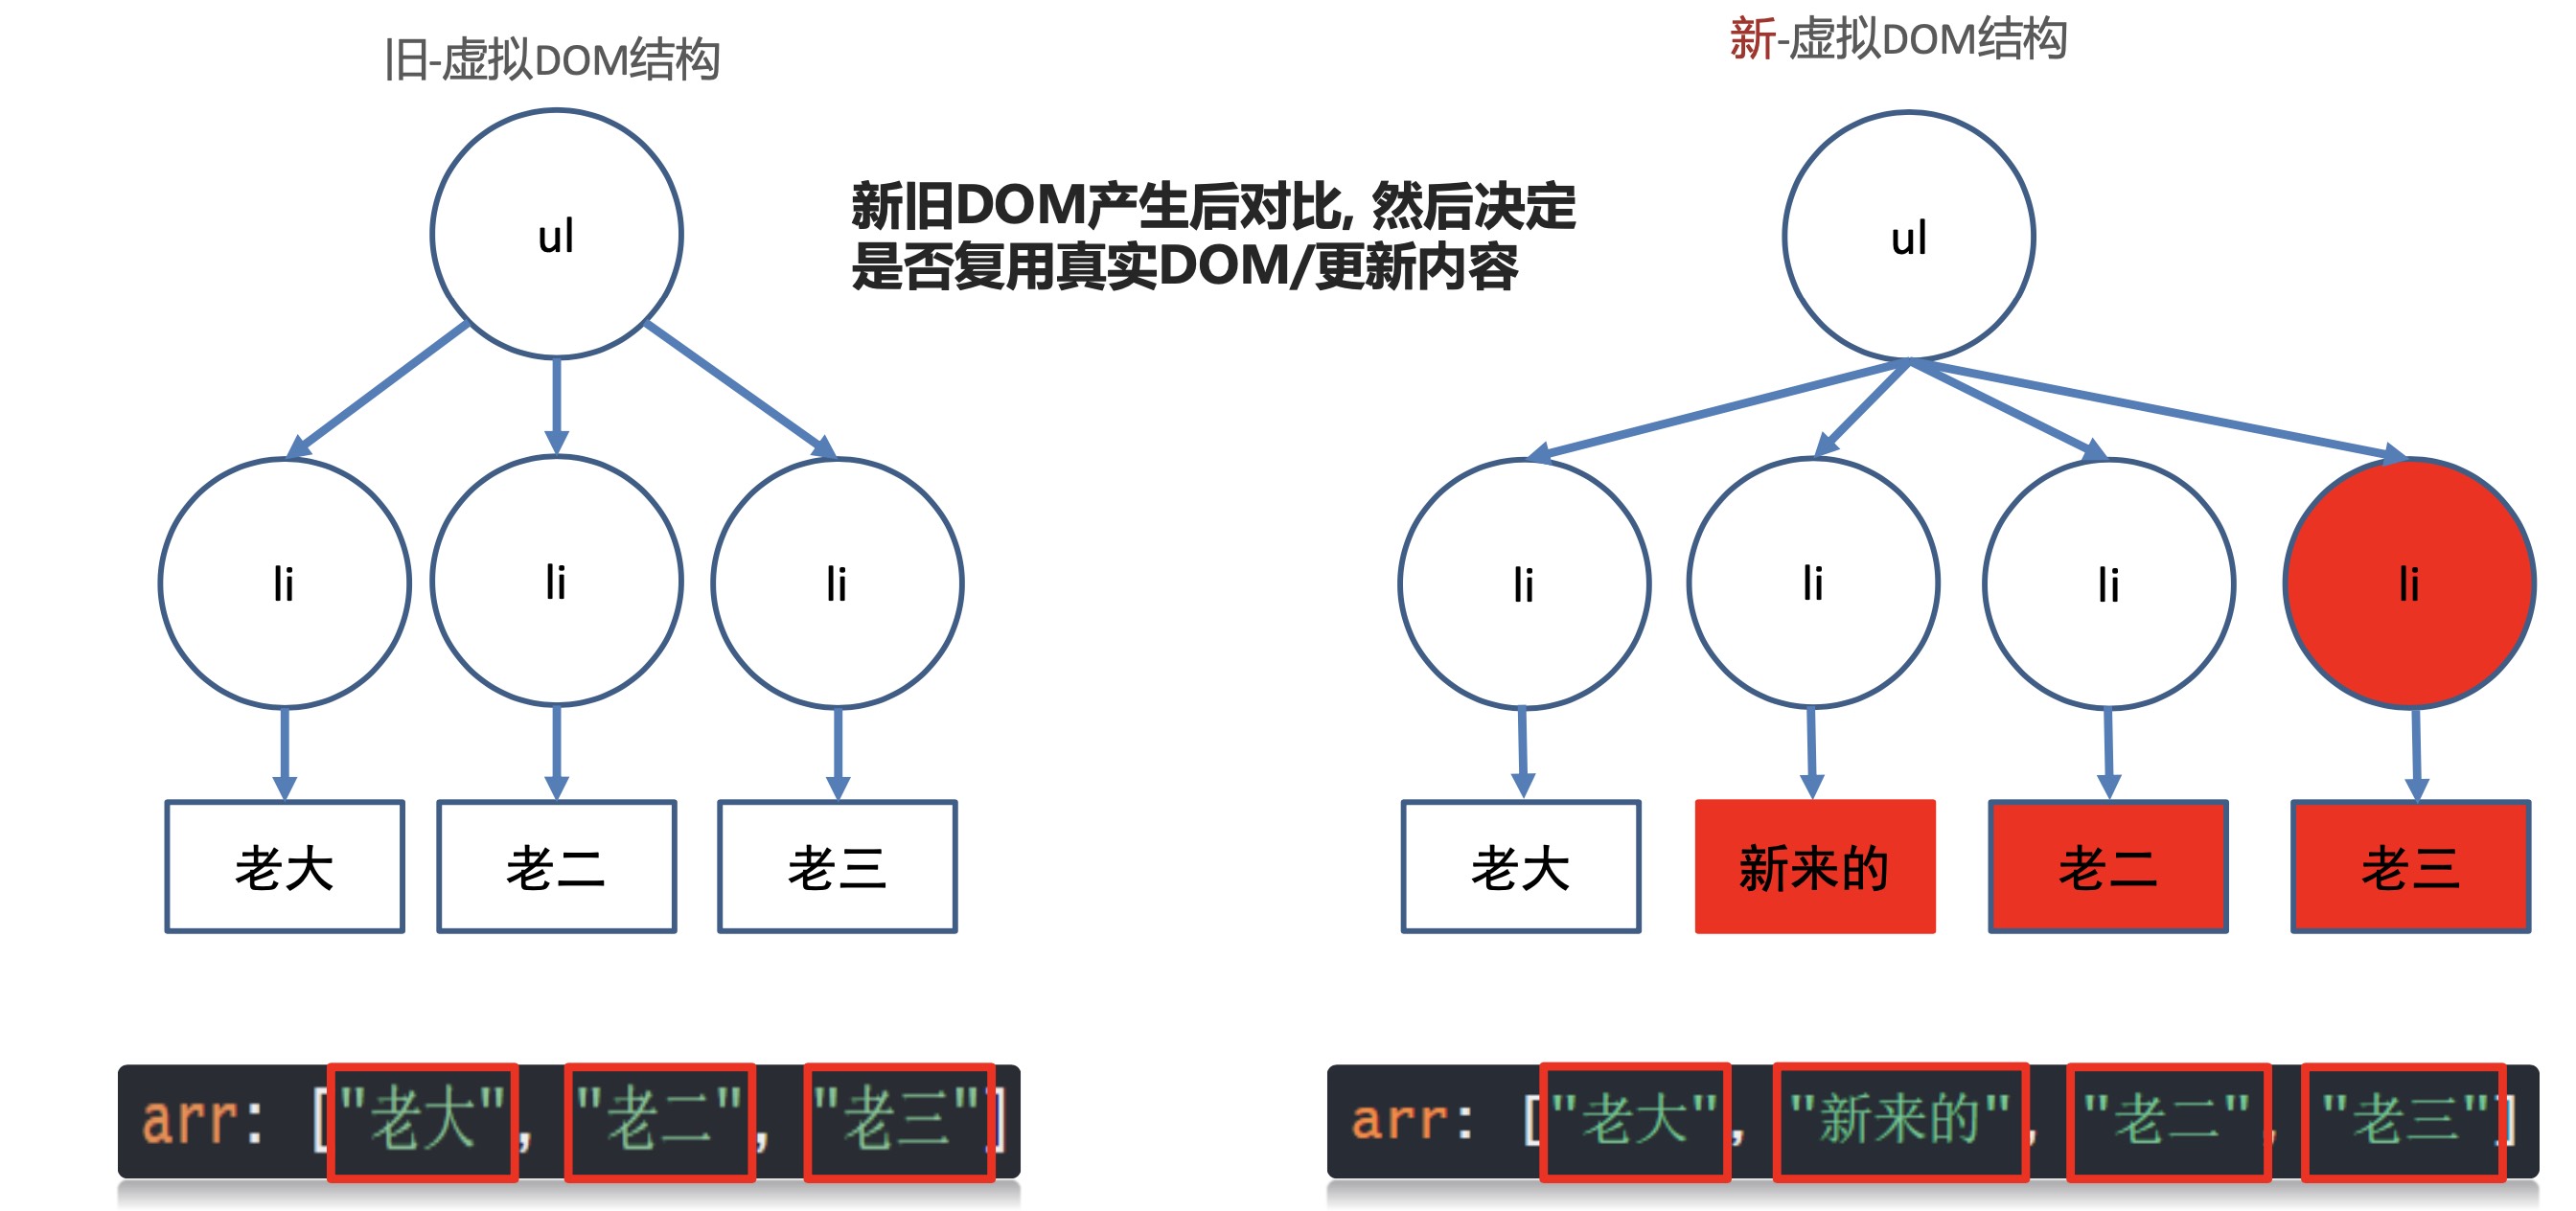 旧-虚拟DOM结构
新-虚拟DOM结构
新旧DOM产生后对比, 然后决定
是否复用真实DOM/更新内容
ul
ul
li
li
li
li
li
li
li
老大
老二
老三
老大
新来的
老二
老三
arr: ["老大", "老二", "老三"]
arr: ["老大", "新来的", "老二", "老三"]